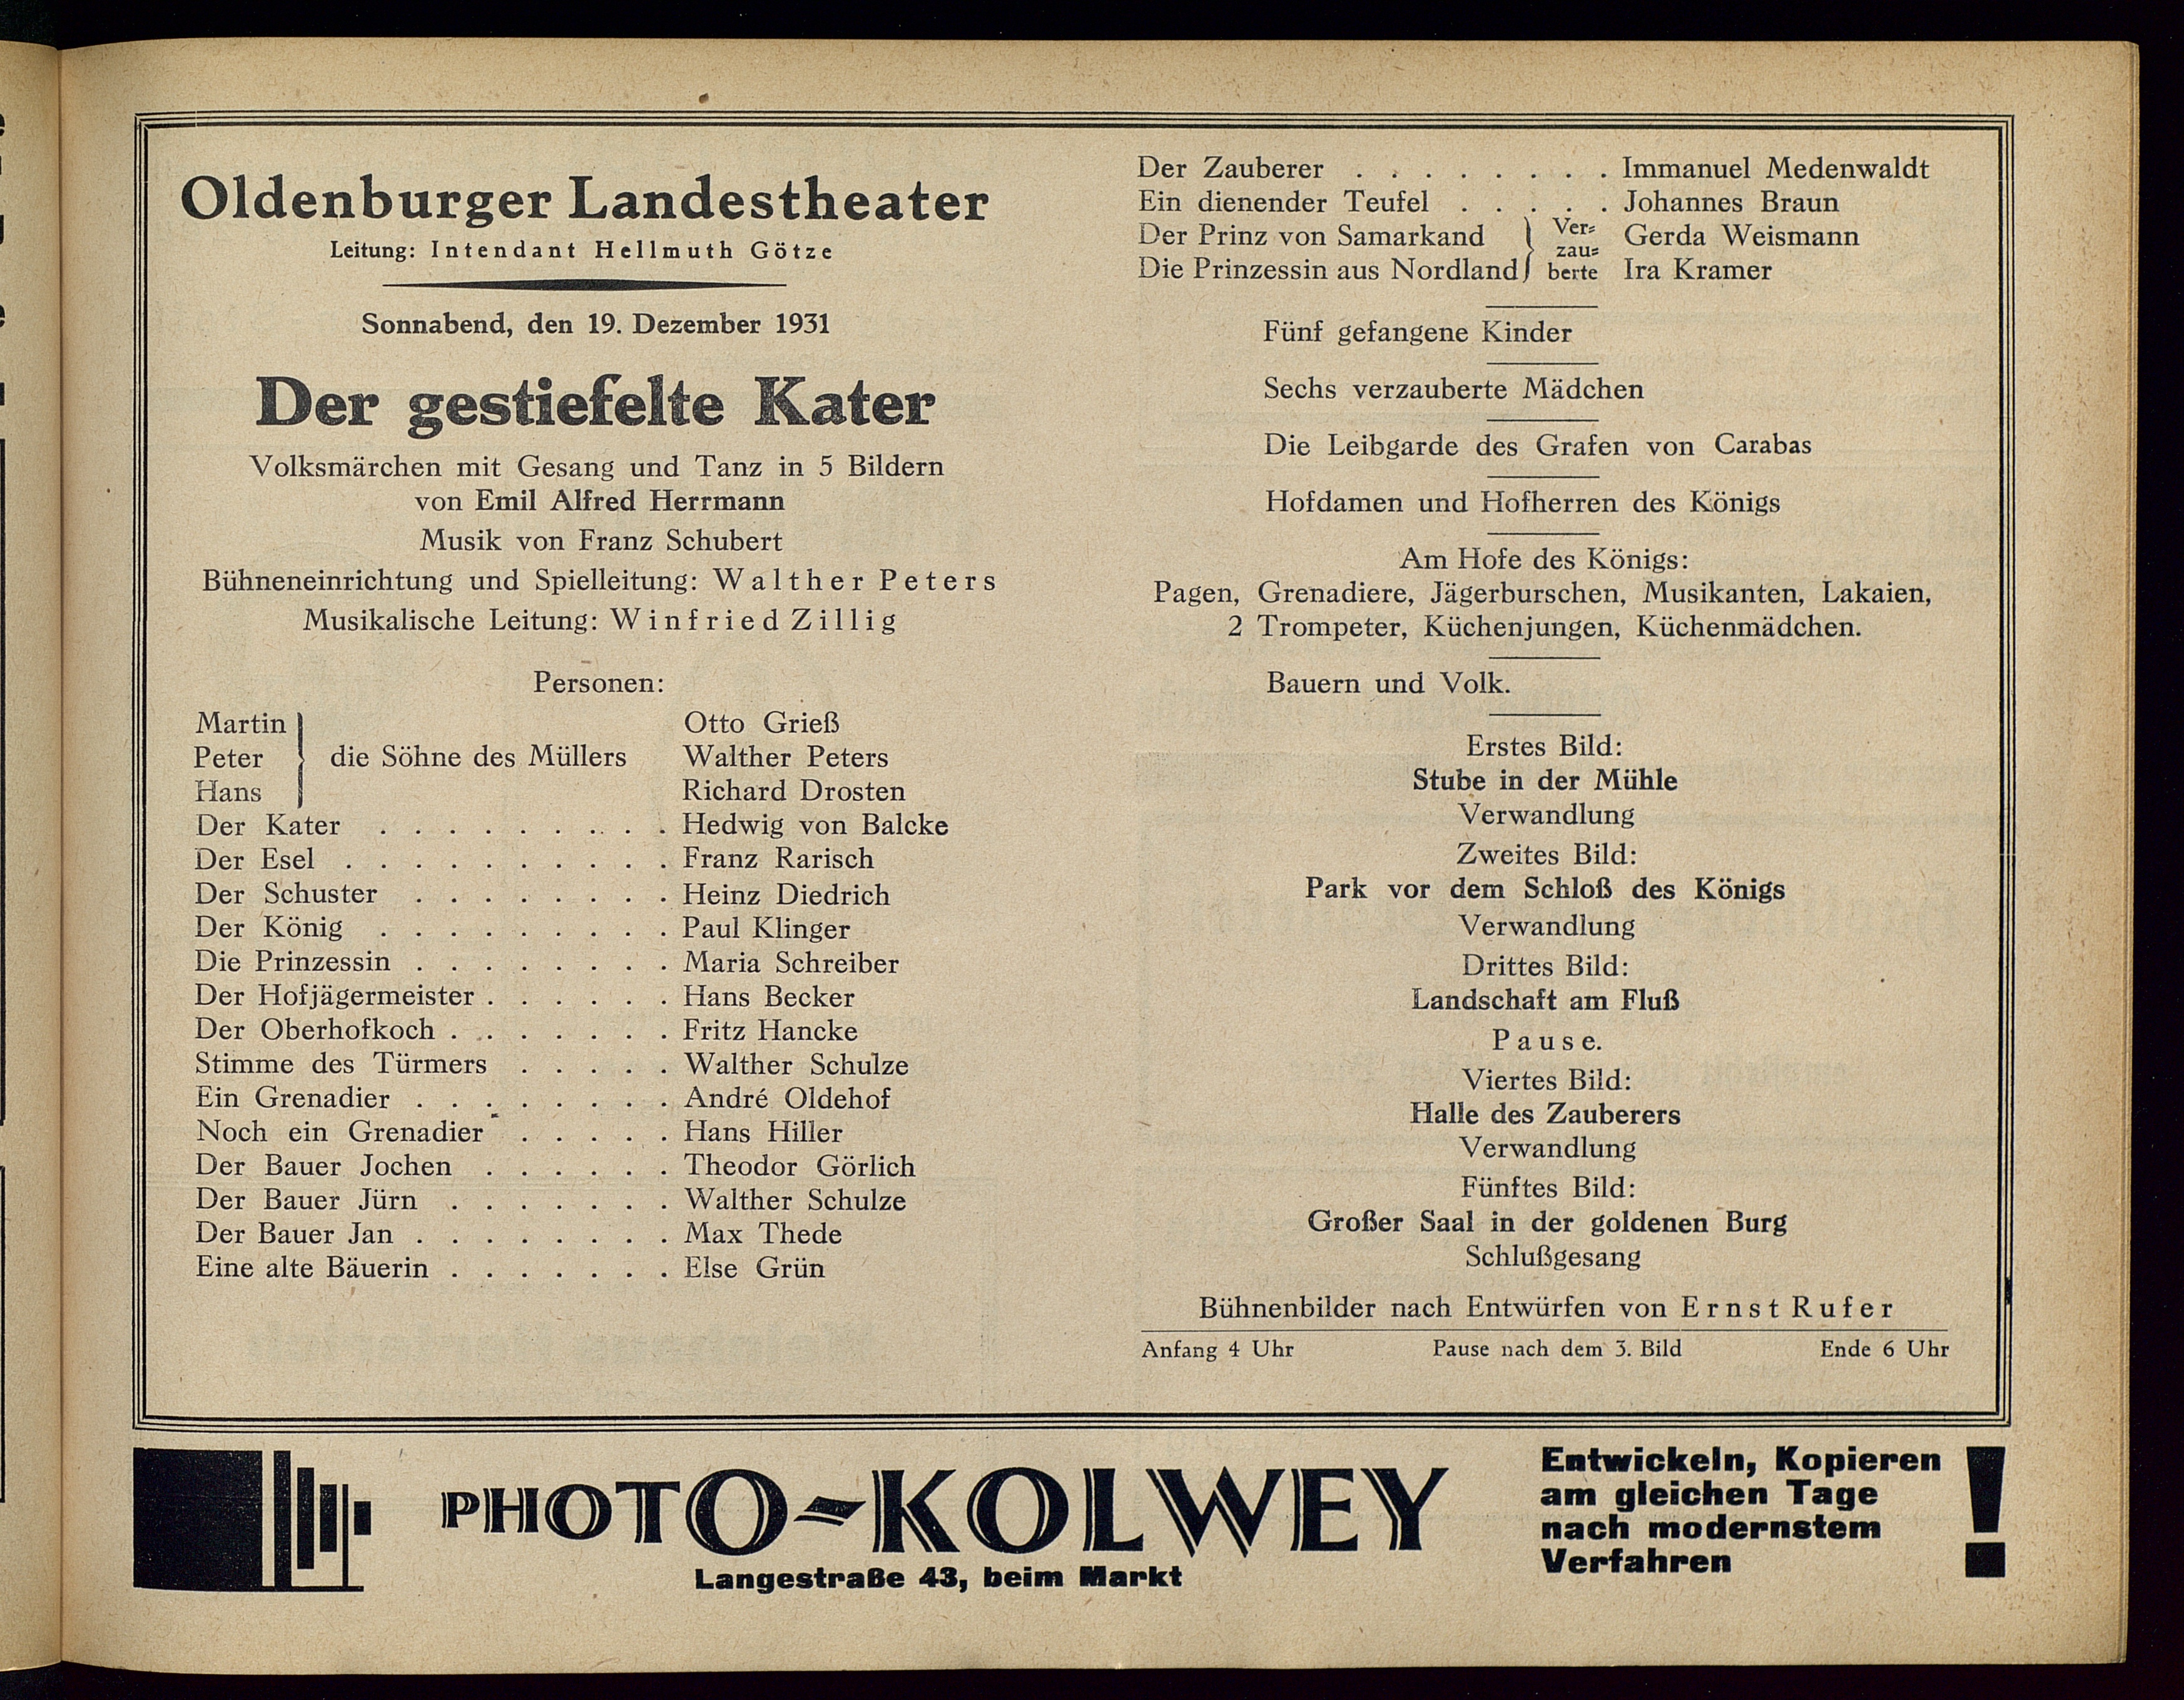 Oldenburger Landestheater
Leitung: Intendant Hellmuth Götze
Sonnabend, den 19. Dezember 1931
Der gestiefelte Kater
Volksmärchen mit Gesang und Tanz in 5 Bildern
von Emil Alfred Herrmann
Musik von Franz Schubert
Bühneneinrichtung und Spielleitung: Walther Peters
Musikalische Leitung: Winfried Zillig
Personen:
Martin } Otto Grieß
Peter } die Söhne des Müllers Walther Peters
Hans } Richard Drosten
Der Kater . . . . . . . . . Hedwig von Balcke
Der Esel . . . . . . . . . . Franz Rarisch
Der Schuster . . . . . . . . Heinz Diedrich
Der König . . . . . . . . . Paul Klinger
Die Prinzessin . . . . . . . . Maria Schreiber
Der Hofjägermeister . . . . . . Hans Becker
Der Oberhofkoch . . . . . . . Fritz Hancke
Stimme des Türmers . . . . . Walther Schulze
Ein Grenadier . . . . . . . . André Oldehof
Noch ein Grenadier . . . . . Hans Hiller
Der Bauer Jochen . . . . . . Theodor Görlich
Der Bauer Jürn . . . . . . . Walther Schulze
Der Bauer Jan . . . . . . . . Max Thede
Eine alte Bäuerin . . . . . . . Else Grün
Der Zauberer . . . . . . . . Immanuel Medenwaldt
Ein dienender Teufel . . . . . Johannes Braun
Der Prinz von Samarkand } Ver= zau= Gerda Weismann
Die Prinzessin aus Nordland } berte Ira Kramer
Fünf gefangene Kinder
Sechs verzauberte Mädchen
Die Leibgarde des Grafen von Carabas
Hofdamen und Hofherren des Königs
Am Hofe des Königs:
Pagen, Grenadiere, Jägerburschen, Musikanten, Lakaien,
2 Trompeter, Küchenjungen, Küchenmädchen.
Bauern und Volk.
Erstes Bild:
Stube in der Mühle
Verwandlung
Zweites Bild:
Park vor dem Schloß des Königs
Verwandlung
Drittes Bild:
Landschaft am Fluß
Pause.
Viertes Bild:
Halle des Zauberers
Verwandlung
Fünftes Bild:
Großer Saal in der goldenen Burg
Schlußgesang
Bühnenbilder nach Entwürfen von Ernst Rufer
Anfang 4 Uhr Pause nach dem 3. Bild Ende 6 Uhr
PHOTO-KOLWEY
Langestraße 43, beim Markt
Entwickeln, Kopieren
am gleichen Tage
nach modernstem
Verfahren !